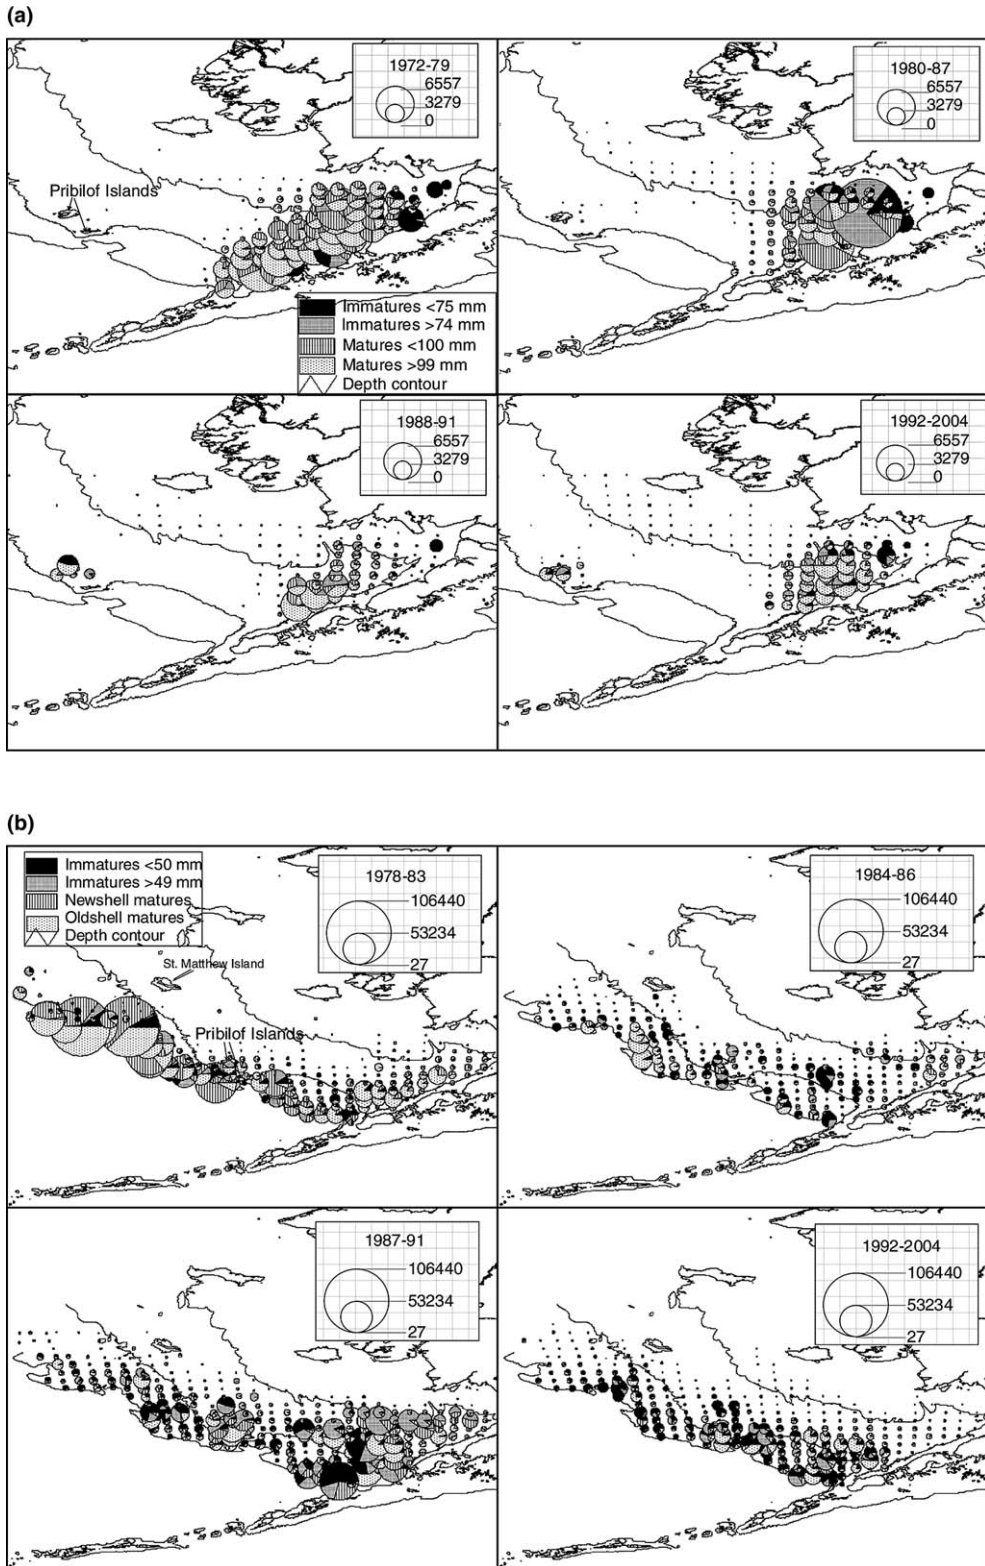 (a)
1972-79
6557
3279
0
Pribilof Islands
Immatures <75 mm
Immatures >74 mm
Matures <100 mm
Matures >99 mm
Depth contour
1980-87
6557
3279
0
1988-91
6557
3279
0
1992-2004
6557
3279
0
(b)
Immatures <50 mm
Immatures >49 mm
Newshell matures
Oldshell matures
Depth contour
St. Matthew Island
Pribilof Islands
1978-83
106440
53234
27
1984-86
106440
53234
27
1987-91
106440
53234
27
1992-2004
106440
53234
27